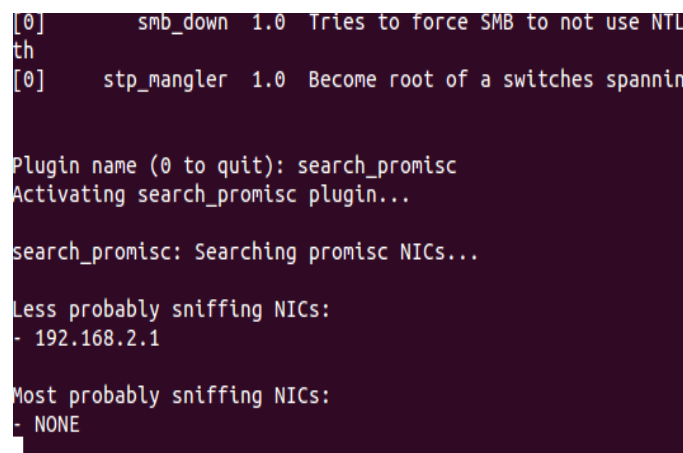 [0] smb_down 1.0 Tries to force SMB to not use NTL
th
[0] stp_mangler 1.0 Become root of a switches spannin
Plugin name (0 to quit): search_promisc
Activating search_promisc plugin...
search_promisc: Searching promisc NICs...
Less probably sniffing NICs:
- 192.168.2.1
Most probably sniffing NICs:
- NONE